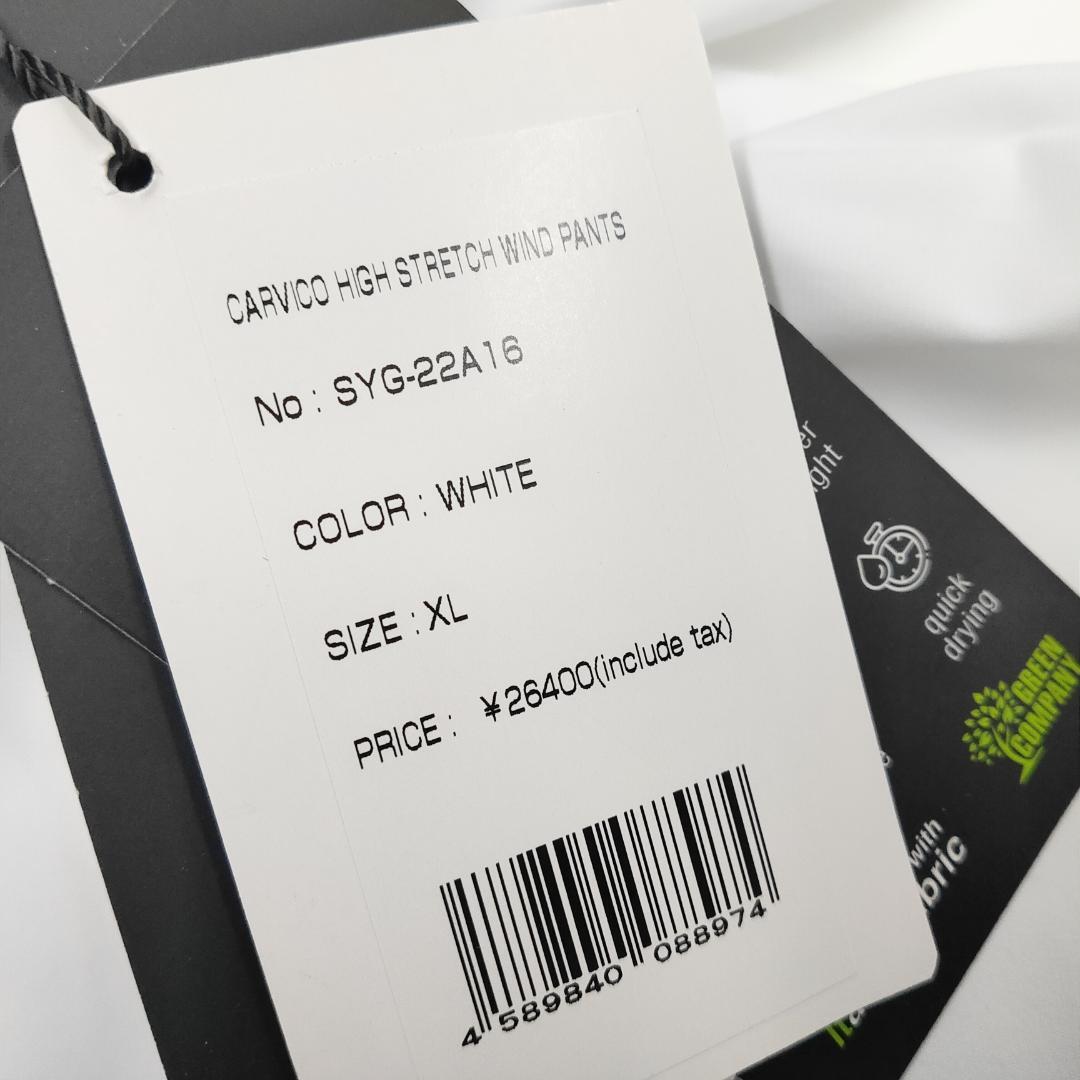 CARVICO HIGH STRETCH WIND PANTS
No : SYG-22A16
COLOR : WHITE
SIZE : XL
PRICE : ¥26400(include tax)
4 589840 088974
quick
drying
GREEN
COMPANY
with